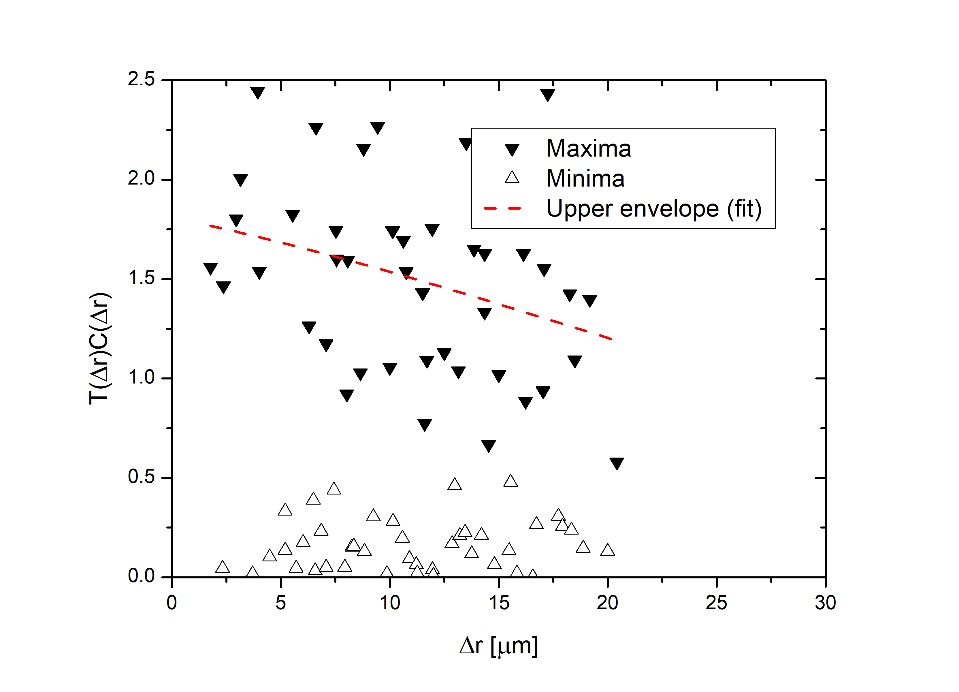 2.5
2.0
1.5
1.0
0.5
0.0
T(Δr)C(Δr)
Maxima
Minima
Upper envelope (fit)
0 5 10 15 20 25 30
Δr [μm]